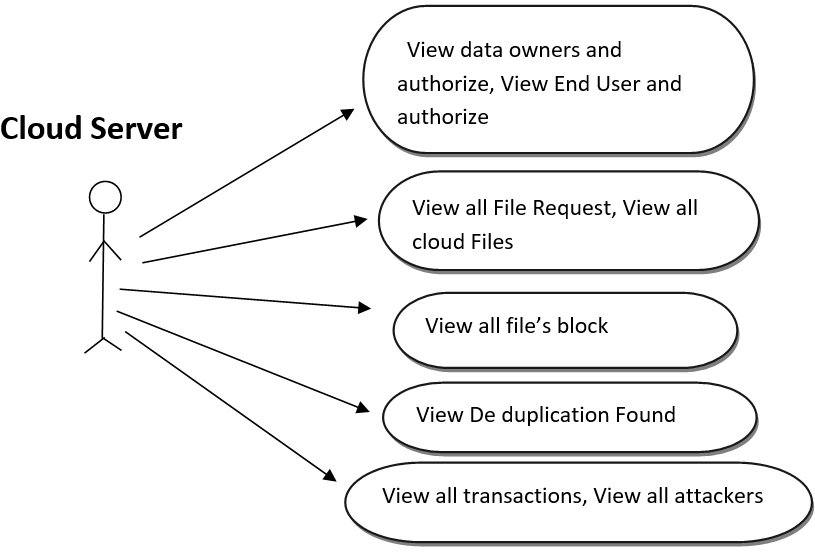 Cloud Server
View data owners and
authorize, View End User and
authorize
View all File Request, View all
cloud Files
View all file’s block
View De duplication Found
View all transactions, View all attackers